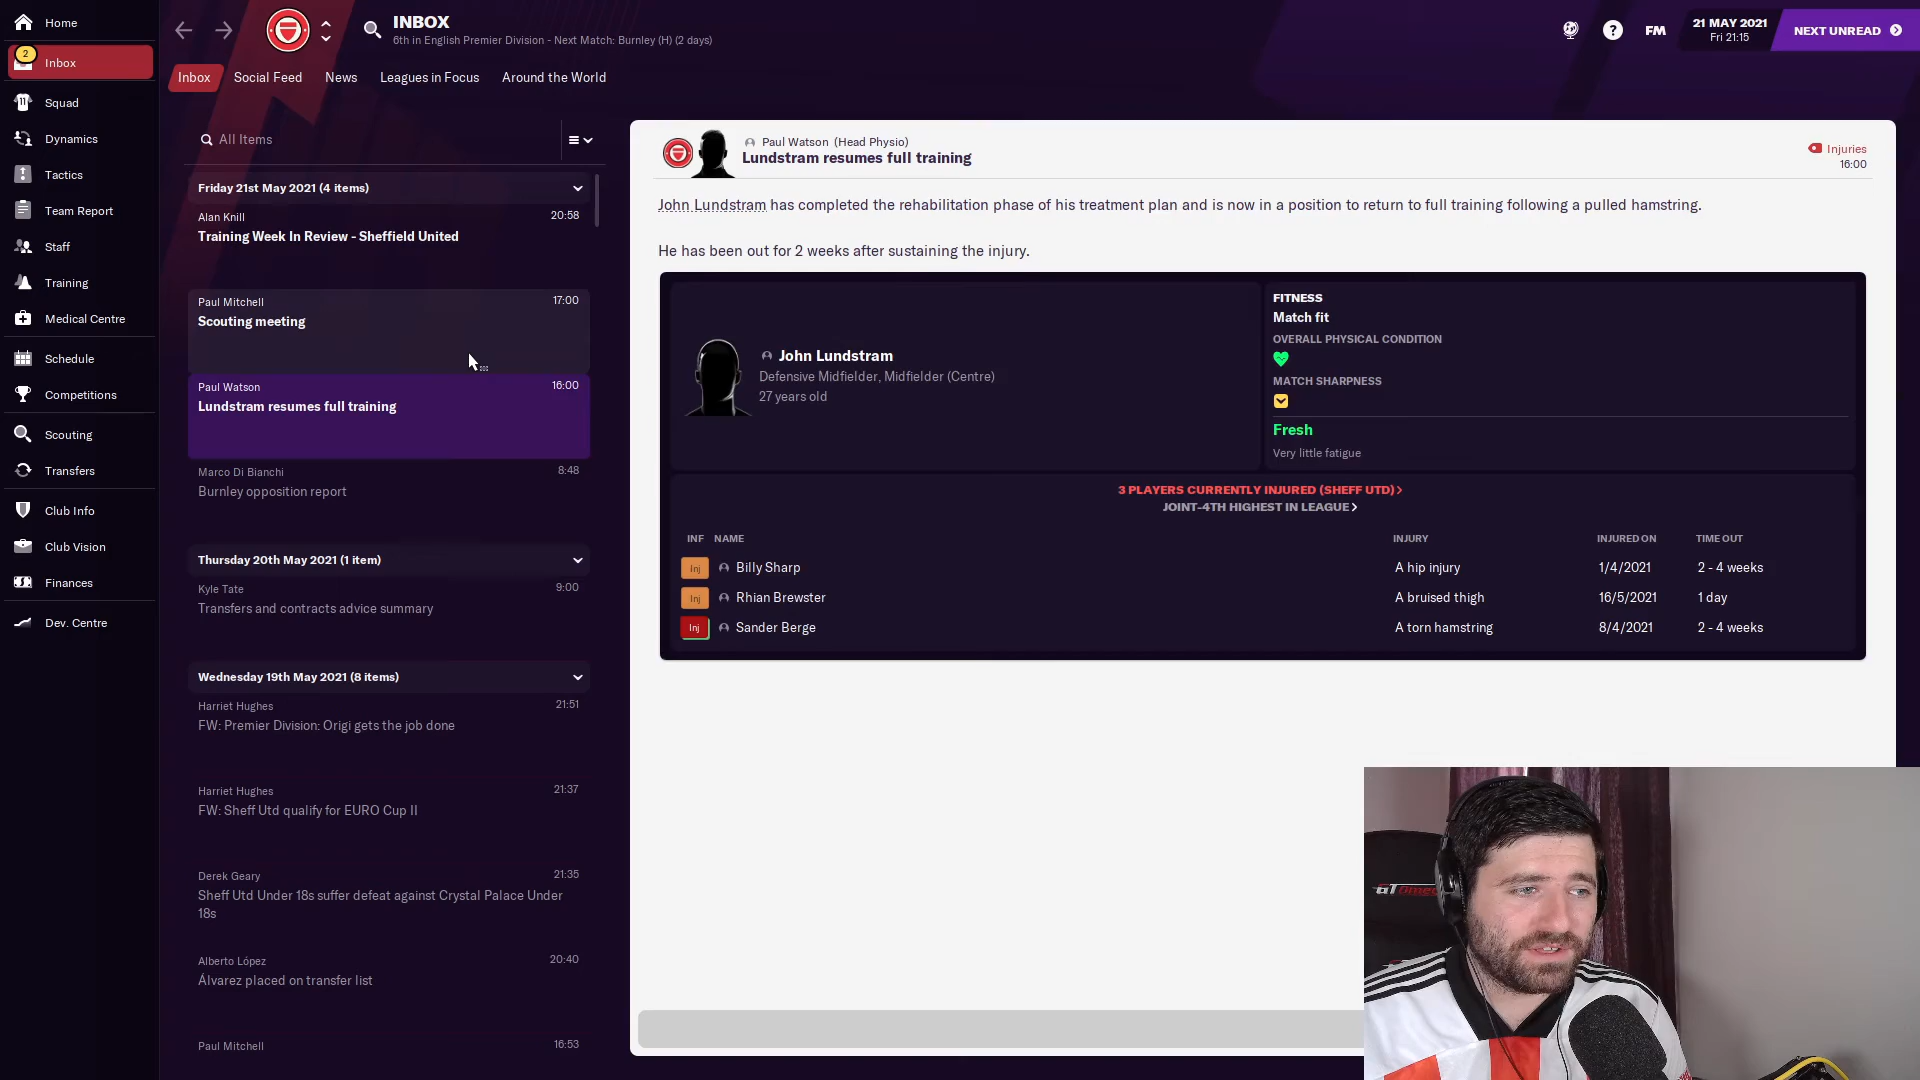 Home
2
Inbox
Squad
Dynamics
Tactics
Team Report
Staff
Training
Medical Centre
Schedule
Competitions
Scouting
Transfers
Club Info
Club Vision
Finances
Dev. Centre
INBOX
6th in English Premier Division - Next Match: Burnley (H) (2 days)
FM
21 MAY 2021
Fri 21:15
NEXT UNREAD
Inbox
Social Feed
News
Leagues in Focus
Around the World
All Items
Friday 21st May 2021 (4 items)
Alan Knill
20:58
Training Week In Review - Sheffield United
Paul Mitchell
17:00
Scouting meeting
Paul Watson
16:00
Lundstram resumes full training
Marco Di Bianchi
8:48
Burnley opposition report
Thursday 20th May 2021 (1 item)
Kyle Tate
9:00
Transfers and contracts advice summary
Wednesday 19th May 2021 (8 items)
Harriet Hughes
21:51
FW: Premier Division: Origi gets the job done
Harriet Hughes
21:37
FW: Sheff Utd qualify for EURO Cup II
Derek Geary
21:35
Sheff Utd Under 18s suffer defeat against Crystal Palace Under
18s
Alberto López
20:40
Álvarez placed on transfer list
Paul Mitchell
16:53
Paul Watson (Head Physio)
Lundstram resumes full training
Injuries
16:00
John Lundstram has completed the rehabilitation phase of his treatment plan and is now in a position to return to full training following a pulled hamstring.
He has been out for 2 weeks after sustaining the injury.
John Lundstram
Defensive Midfielder, Midfielder (Centre)
27 years old
FITNESS
Match fit
OVERALL PHYSICAL CONDITION
MATCH SHARPNESS
Fresh
Very little fatigue
3 PLAYERS CURRENTLY INJURED (SHEFF UTD)
JOINT-4TH HIGHEST IN LEAGUE
INF NAME INJURY INJURED ON TIME OUT
Inj Billy Sharp A hip injury 1/4/2021 2 - 4 weeks
Inj Rhian Brewster A bruised thigh 16/5/2021 1 day
Inj Sander Berge A torn hamstring 8/4/2021 2 - 4 weeks